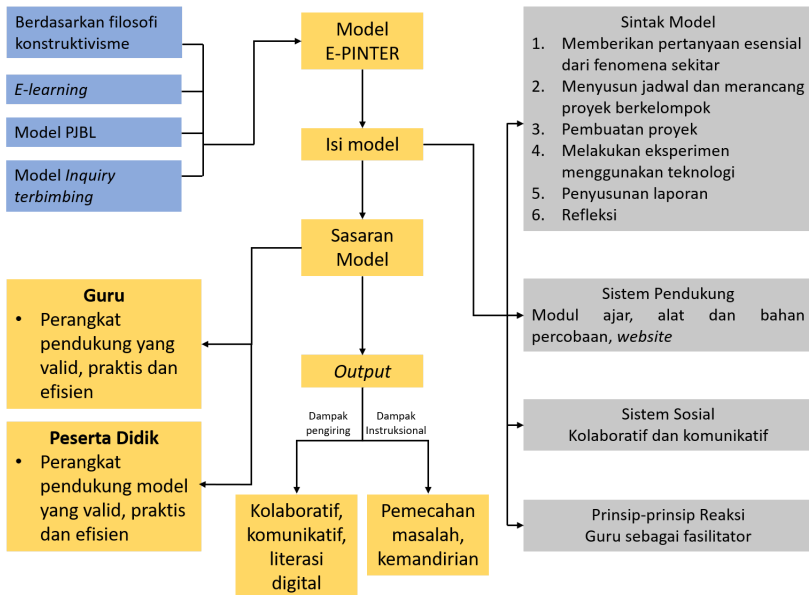 Berdasarkan filosofi
konstruktivisme
E-learning
Model PJBL
Model Inquiry
terbimbing
Model
E-PINTER
Isi model
Sasaran
Model
Guru
• Perangkat
pendukung yang
valid, praktis dan
efisien
Peserta Didik
• Perangkat
pendukung model
yang valid, praktis
dan efisien
Output
Dampak
pengiring
Dampak
Instruksional
Kolaboratif,
komunikatif,
literasi
digital
Pemecahan
masalah,
kemandirian
Sintak Model
1. Memberikan pertanyaan esensial
dari fenomena sekitar
2. Menyusun jadwal dan merancang
proyek berkelompok
3. Pembuatan proyek
4. Melakukan eksperimen
menggunakan teknologi
5. Penyusunan laporan
6. Refleksi
Sistem Pendukung
Modul ajar, alat dan bahan
percobaan, website
Sistem Sosial
Kolaboratif dan komunikatif
Prinsip-prinsip Reaksi
Guru sebagai fasilitator